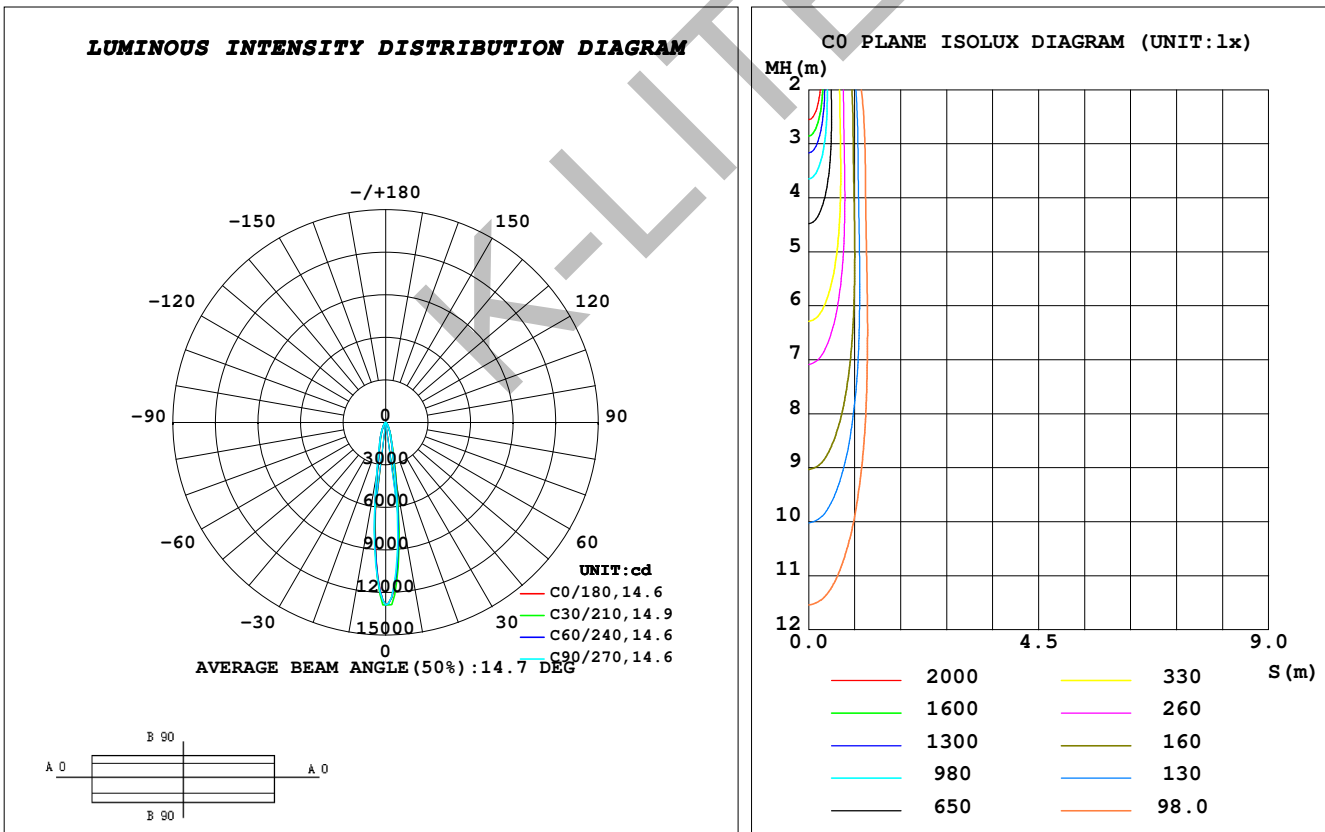 LUMINOUS INTENSITY DISTRIBUTION DIAGRAM
-/+180
-150
150
-120
120
-90
90
-60
60
-30
30
0
0
3000
6000
9000
12000
15000
UNIT:cd
C0/180,14.6
C30/210,14.9
C60/240,14.6
C90/270,14.6
AVERAGE BEAM ANGLE(50%):14.7 DEG
B 90
A 0
A 0
B 90
C0 PLANE ISOLUX DIAGRAM (UNIT:lx)
MH(m)
2
3
4
5
6
7
8
9
10
11
12
0.0
4.5
9.0
S(m)
2000
330
1600
260
1300
160
980
130
650
98.0
K-LITE